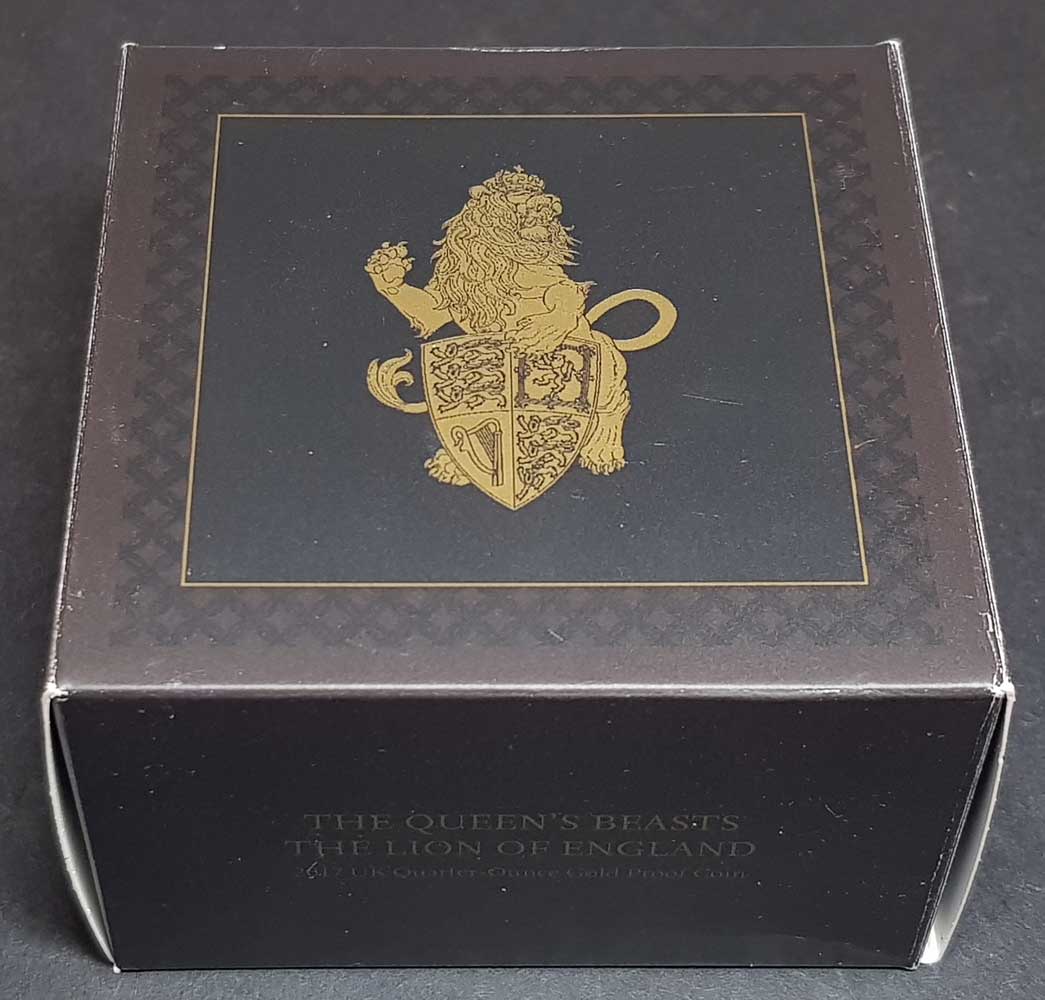 THE QUEEN'S BEASTS
THE LION OF ENGLAND
2017 UK Quarter-Ounce Gold Proof Coin